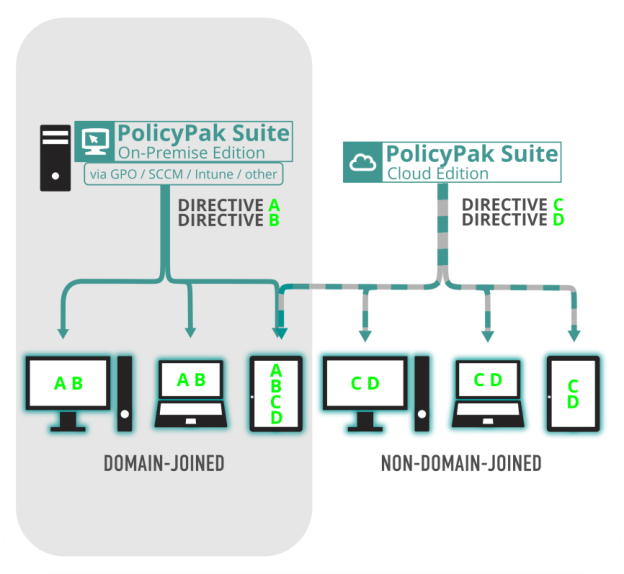 PolicyPak Suite
On-Premise Edition
via GPO / SCCM / Intune / other
DIRECTIVE A
DIRECTIVE B
PolicyPak Suite
Cloud Edition
DIRECTIVE C
DIRECTIVE D
A B
A B
A
B
C
D
C D
C D
C
D
DOMAIN-JOINED
NON-DOMAIN-JOINED